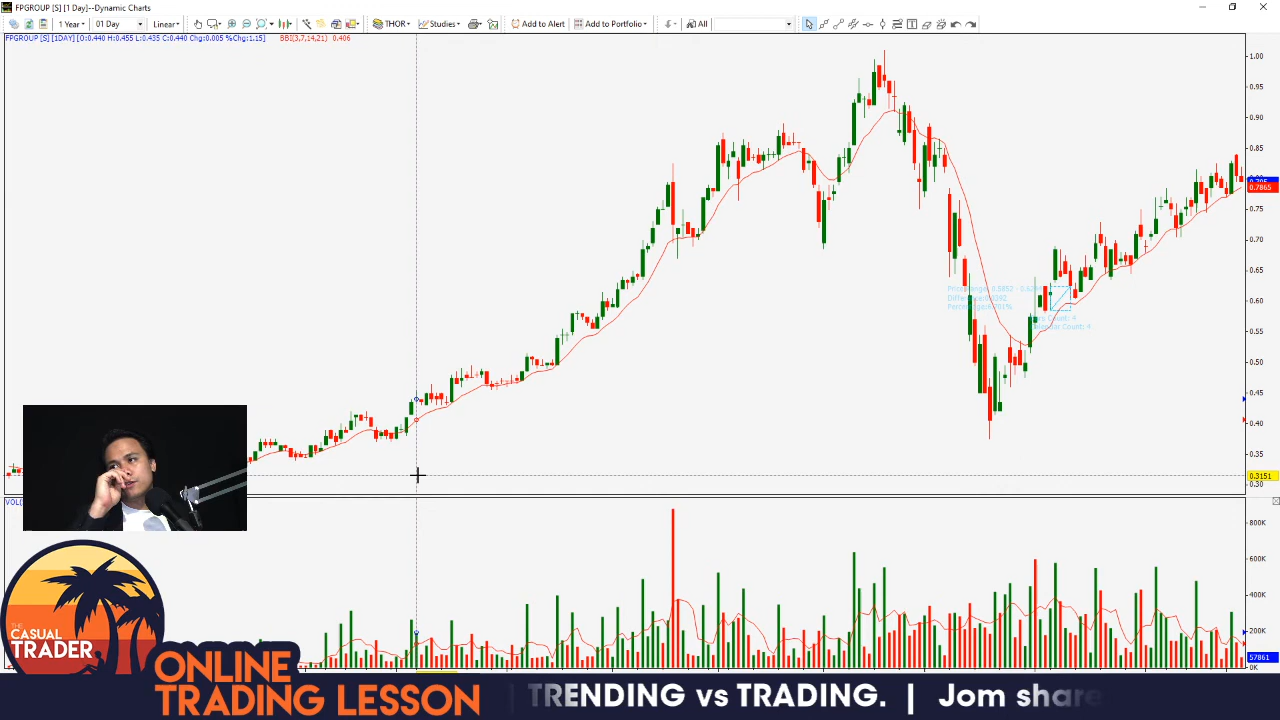 FPGROUP [S] [1 Day]--Dynamic Charts
1 Year
01 Day
Linear
THOR
Studies
Add to Alert
Add to Portfolio
All
FPGROUP [S] [1DAY] [O:0.440 H:0.455 L:0.435 C:0.440 Chg:0.005 %Chg:1.15]
BBI(3,7,14,21) 0.406
1.00
0.95
0.90
0.85
0.7865
0.75
0.70
0.65
0.60
0.55
0.50
0.45
0.40
0.35
0.3151
0.30
VOL(
800K
600K
400K
200K
57861
0K
THE
CASUAL
TRADER
ONLINE
TRADING LESSON
| TRENDING vs TRADING. | Jom share